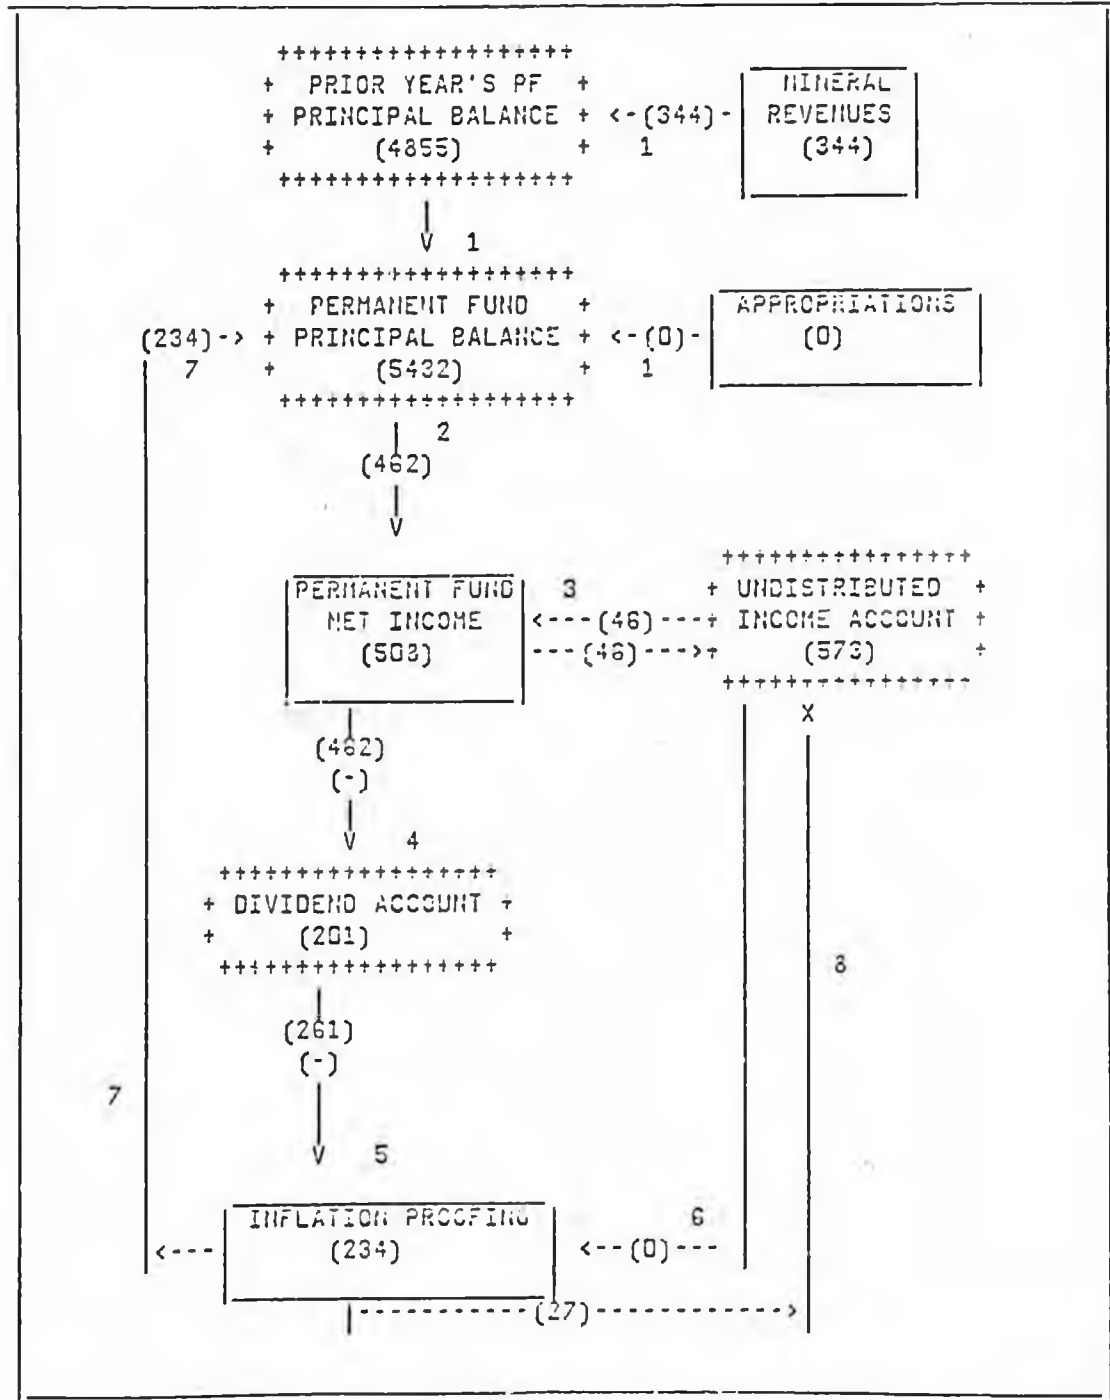 +++++++++++++++++++
+ PRIOR YEAR'S PF +
+ PRINCIPAL BALANCE + <-(344)-
+ (4855) + 1
+++++++++++++++++++
MINERAL
REVENUES
(344)
V 1
+++++++++++++++++++
+ PERMANENT FUND +
(234)-> + PRINCIPAL BALANCE + <-(0)-
7 + (5432) + 1
+++++++++++++++++++
APPROPRIATIONS
(0)
2
(462)
V
PERMANENT FUND
NET INCOME
(508)
3
<---(46)---+
---(46)--->+
++++++++++++++++
+ UNDISTRIBUTED +
INCOME ACCOUNT +
(573) +
++++++++++++++++
X
(462)
(-)
V 4
++++++++++++++++++
+ DIVIDEND ACCOUNT +
+ (201) +
++++++++++++++++++
8
(261)
(-)
7
V 5
INFLATION PROOFING
<--- (234)
6
<--(0)---
-----------(27)------------->